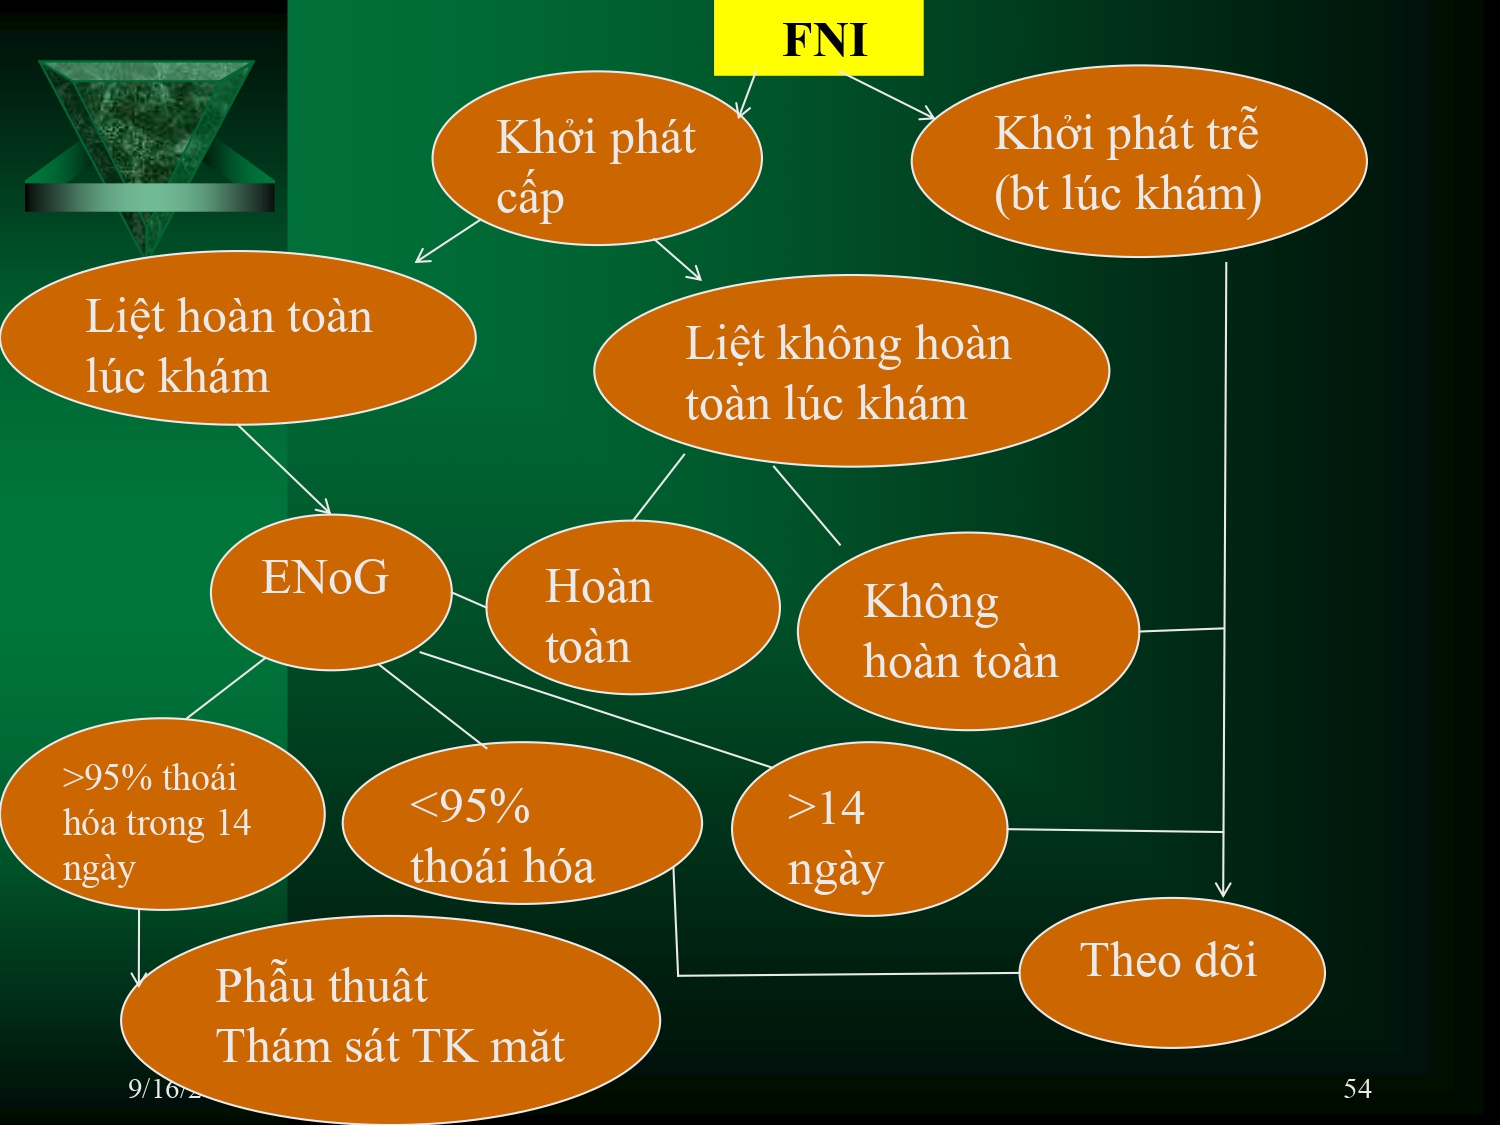 FNI
Khởi phát
cấp
Khởi phát trễ
(bt lúc khám)
Liệt hoàn toàn
lúc khám
Liệt không hoàn
toàn lúc khám
ENoG
Hoàn
toàn
Không
hoàn toàn
>95% thoái
hóa trong 14
ngày
<95%
thoái hóa
>14
ngày
Theo dõi
Phẫu thuât
Thám sát TK măt
9/16/2
54